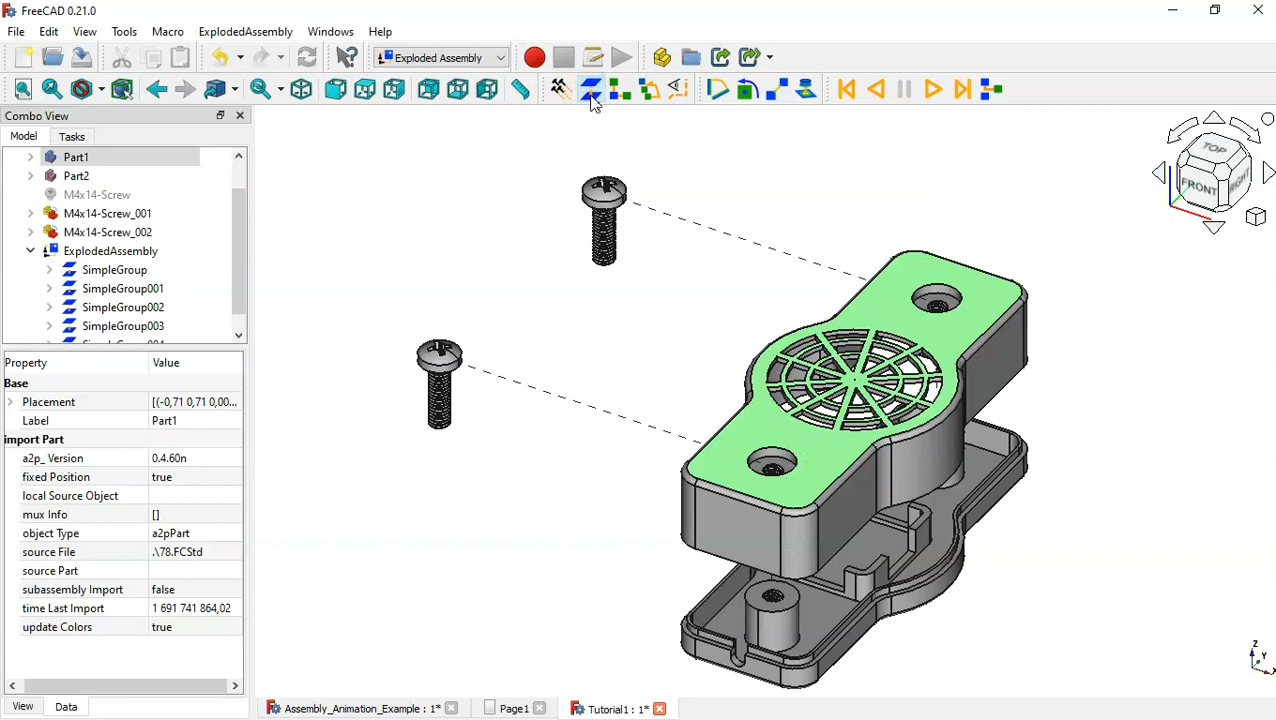 FreeCAD 0.21.0
File Edit View Tools Macro ExplodedAssembly Windows Help
Exploded Assembly
Combo View
Model Tasks
Part1
Part2
M4x14-Screw
M4x14-Screw_001
M4x14-Screw_002
ExplodedAssembly
SimpleGroup
SimpleGroup001
SimpleGroup002
SimpleGroup003
Property Value
Base
Placement [(-0,71 0,71 0,00...
Label Part1
import Part
a2p_ Version 0.4.60n
fixed Position true
local Source Object
mux Info []
object Type a2pPart
source File .\78.FCStd
source Part
subassembly Import false
time Last Import 1 691 741 864,02
update Colors true
View Data
Assembly_Animation_Example : 1*
Page1
Tutorial1 : 1*
TOP
FRONT
RIGHT
Z
Y
X